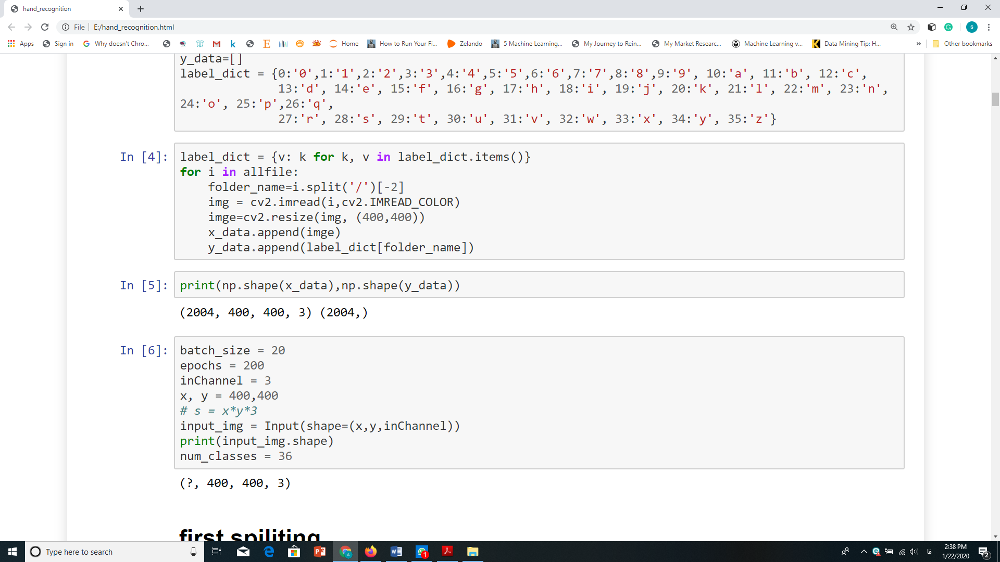 hand_recognition
File
E:/hand_recognition.html
Apps
Sign in
Why doesn't Chro...
Home
How to Run Your Fi...
Zelando
5 Machine Learning...
My Journey to Rein...
My Market Researc...
Machine Learning v...
Data Mining Tip: H...
»
Other bookmarks
y_data=[]
label_dict = {0:'0',1:'1',2:'2',3:'3',4:'4',5:'5',6:'6',7:'7',8:'8',9:'9', 10:'a', 11:'b', 12:'c',
13:'d', 14:'e', 15:'f', 16:'g', 17:'h', 18:'i', 19:'j', 20:'k', 21:'l', 22:'m', 23:'n',
24:'o', 25:'p',26:'q',
27:'r', 28:'s', 29:'t', 30:'u', 31:'v', 32:'w', 33:'x', 34:'y', 35:'z'}
In [4]:
label_dict = {v: k for k, v in label_dict.items()}
for i in allfile:
    folder_name=i.split('/')[-2]
    img = cv2.imread(i,cv2.IMREAD_COLOR)
    imge=cv2.resize(img, (400,400))
    x_data.append(imge)
    y_data.append(label_dict[folder_name])
In [5]:
print(np.shape(x_data),np.shape(y_data))
(2004, 400, 400, 3) (2004,)
In [6]:
batch_size = 20
epochs = 200
inChannel = 3
x, y = 400,400
# s = x*y*3
input_img = Input(shape=(x,y,inChannel))
print(input_img.shape)
num_classes = 36
(?, 400, 400, 3)
first spiliting
Type here to search
2:38 PM
1/22/2020